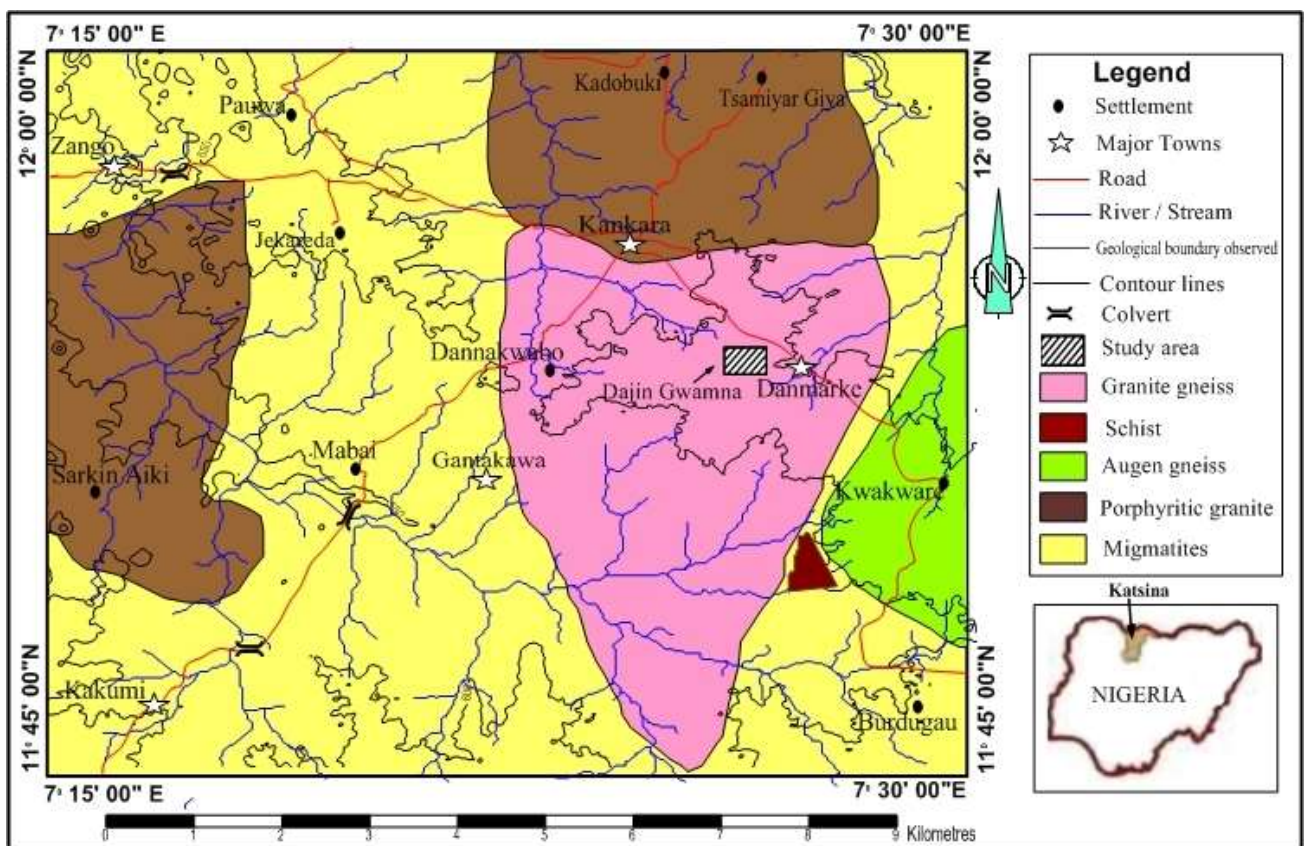 7° 15' 00" E
7° 30' 00"E
12° 00' 00"N
12° 00' 00"N
Kadobuki
Tsamiyar Giya
Pauwa
Zango
Kankara
Jekareda
Dannakwabo
Dajin Gwamna
Danmarke
Mabai
Gantakawa
Sarkin Aiki
Kwakware
Kakumi
Burdugau
11° 45' 00"N
11° 45' 00"N
7° 15' 00" E
7° 30' 00"E
0 1 2 3 4 5 6 7 8 9 Kilometres
N
Legend
Settlement
Major Towns
Road
River / Stream
Geological boundary observed
Contour lines
Colvert
Study area
Granite gneiss
Schist
Augen gneiss
Porphyritic granite
Migmatites
Katsina
NIGERIA